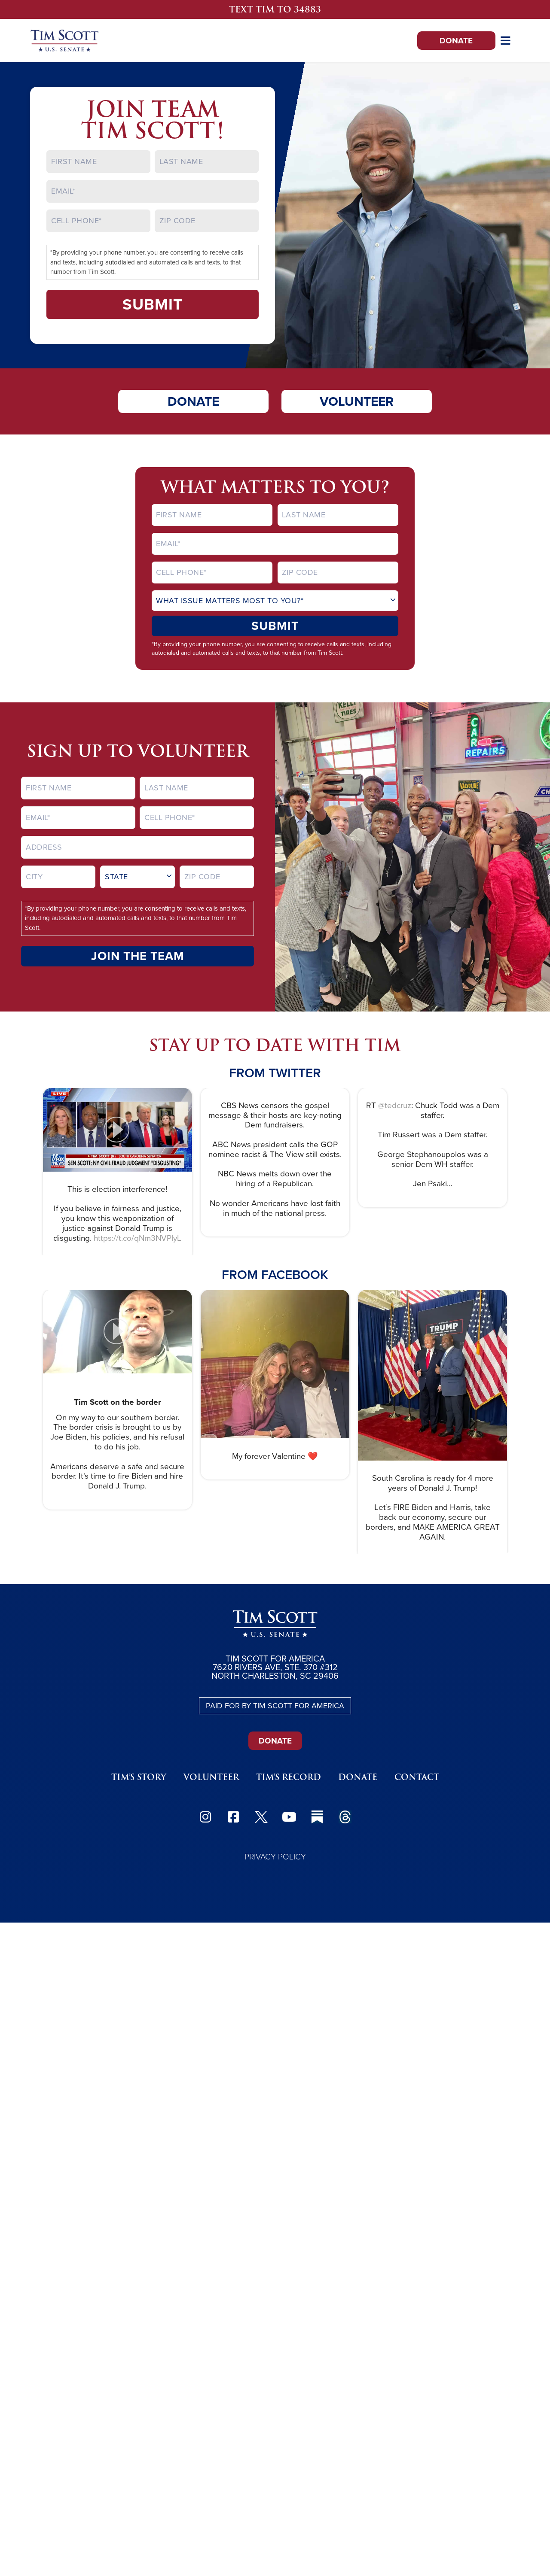 TEXT TIM TO 34883
TIM SCOTT
★ U.S. SENATE ★
DONATE
JOIN TEAM
TIM SCOTT!
FIRST NAME
LAST NAME
EMAIL*
CELL PHONE*
ZIP CODE
*By providing your phone number, you are consenting to receive calls
and texts, including autodialed and automated calls and texts, to that
number from Tim Scott.
SUBMIT
DONATE
VOLUNTEER
WHAT MATTERS TO YOU?
FIRST NAME
LAST NAME
EMAIL*
CELL PHONE*
ZIP CODE
WHAT ISSUE MATTERS MOST TO YOU?*
SUBMIT
*By providing your phone number, you are consenting to receive calls and texts, including
autodialed and automated calls and texts, to that number from Tim Scott.
SIGN UP TO VOLUNTEER
FIRST NAME
LAST NAME
EMAIL*
CELL PHONE*
ADDRESS
CITY
STATE
ZIP CODE
*By providing your phone number, you are consenting to receive calls and texts,
including autodialed and automated calls and texts, to that number from Tim
Scott.
JOIN THE TEAM
KELLY
TIRES
CAR
REPAIRS
STAY UP TO DATE WITH TIM
FROM TWITTER
LIVE
SEN SCOTT: NY CIVIL FRAUD JUDGMENT "DISGUSTING"
This is election interference!
If you believe in fairness and justice,
you know this weaponization of
justice against Donald Trump is
disgusting. https://t.co/qNm3NVPlyL
CBS News censors the gospel
message & their hosts are key-noting
Dem fundraisers.
ABC News president calls the GOP
nominee racist & The View still exists.
NBC News melts down over the
hiring of a Republican.
No wonder Americans have lost faith
in much of the national press.
RT @tedcruz: Chuck Todd was a Dem
staffer.
Tim Russert was a Dem staffer.
George Stephanoupolos was a
senior Dem WH staffer.
Jen Psaki...
FROM FACEBOOK
Tim Scott on the border
On my way to our southern border.
The border crisis is brought to us by
Joe Biden, his policies, and his refusal
to do his job.
Americans deserve a safe and secure
border. It's time to fire Biden and hire
Donald J. Trump.
My forever Valentine ❤️
TRUMP
South Carolina is ready for 4 more
years of Donald J. Trump!
Let's FIRE Biden and Harris, take
back our economy, secure our
borders, and MAKE AMERICA GREAT
AGAIN.
TIM SCOTT
★ U.S. SENATE ★
TIM SCOTT FOR AMERICA
7620 RIVERS AVE, STE. 370 #312
NORTH CHARLESTON, SC 29406
PAID FOR BY TIM SCOTT FOR AMERICA
DONATE
TIM'S STORY
VOLUNTEER
TIM'S RECORD
DONATE
CONTACT
PRIVACY POLICY